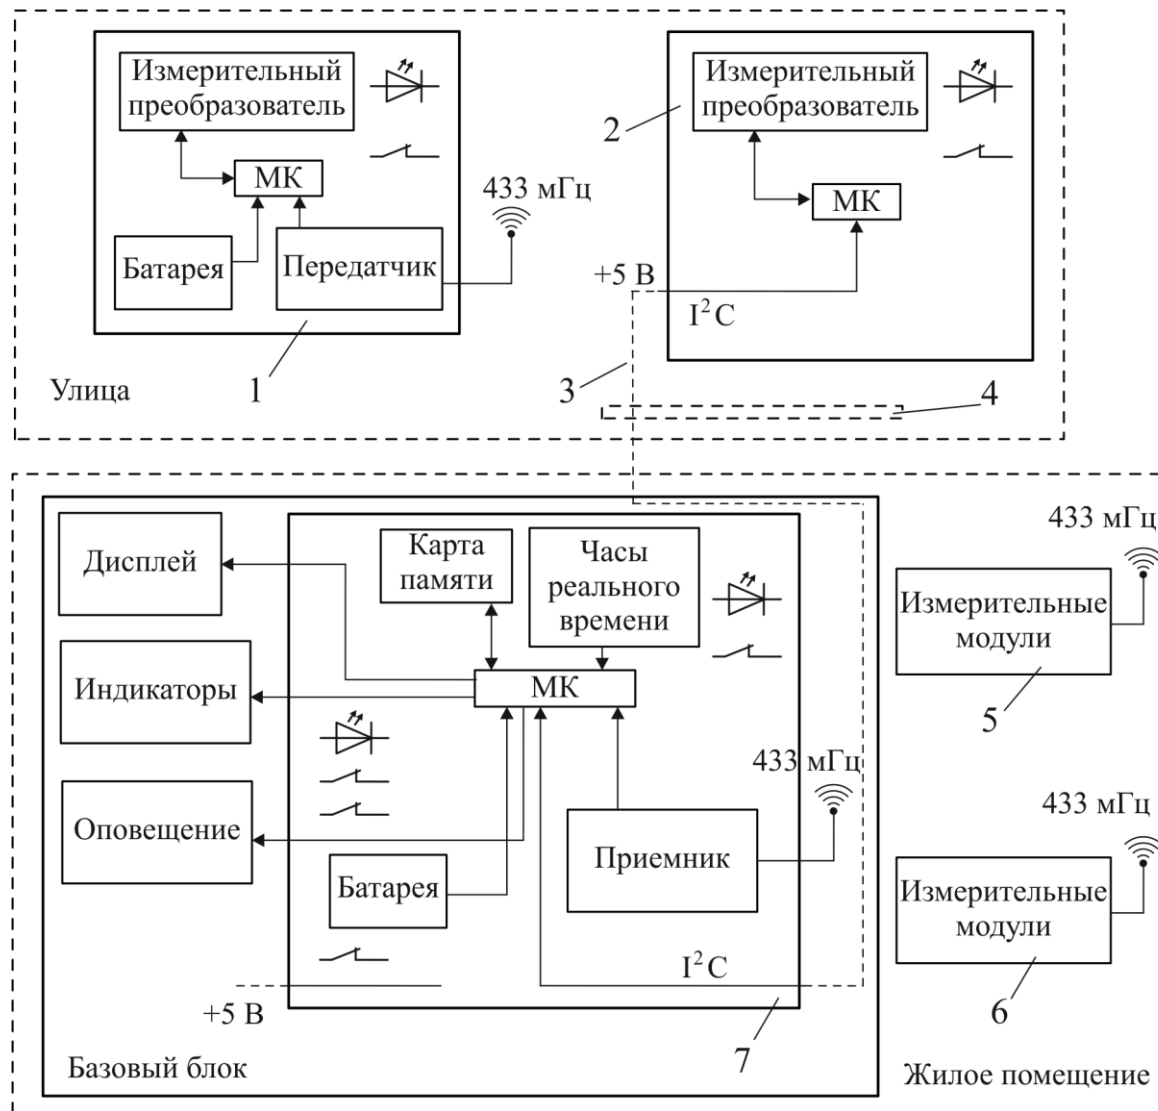 Измерительный
преобразователь
МК
433 мГц
Батарея
Передатчик
1
Улица
Измерительный
преобразователь
2
МК
+5 В
I²C
3
4
Базовый блок
Дисплей
Индикаторы
Оповещение
Карта
памяти
Часы
реального
времени
МК
Батарея
Приемник
433 мГц
I²C
+5 В
7
433 мГц
Измерительные
модули
5
433 мГц
Измерительные
модули
6
Жилое помещение